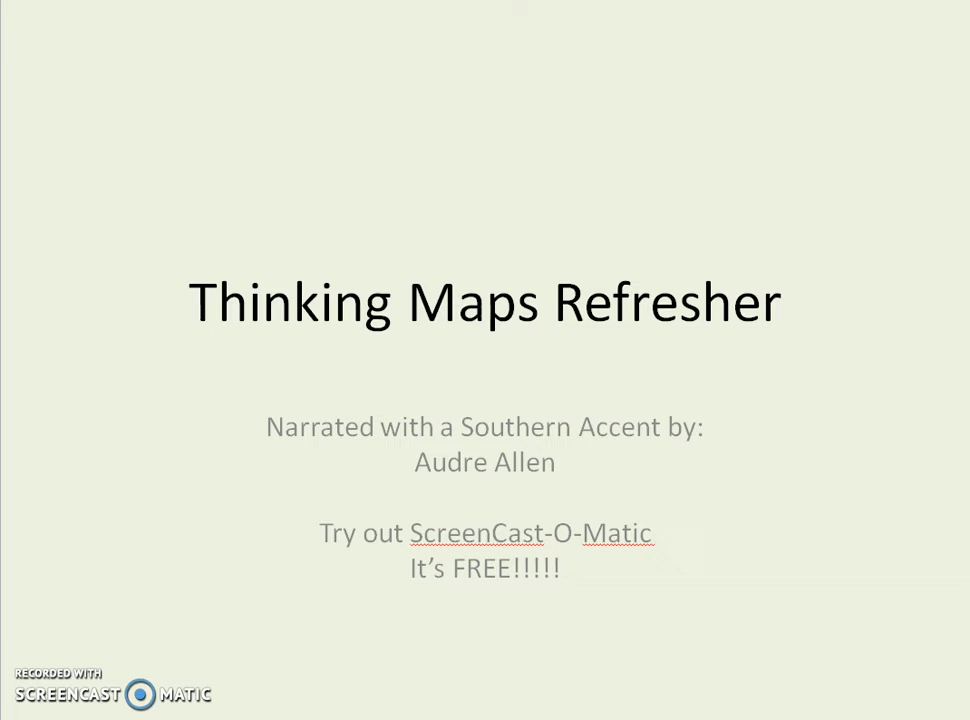 Thinking Maps Refresher
Narrated with a Southern Accent by:
Audre Allen
Try out ScreenCast-O-Matic
It's FREE!!!!!
RECORDED WITH
SCREENCAST MATIC